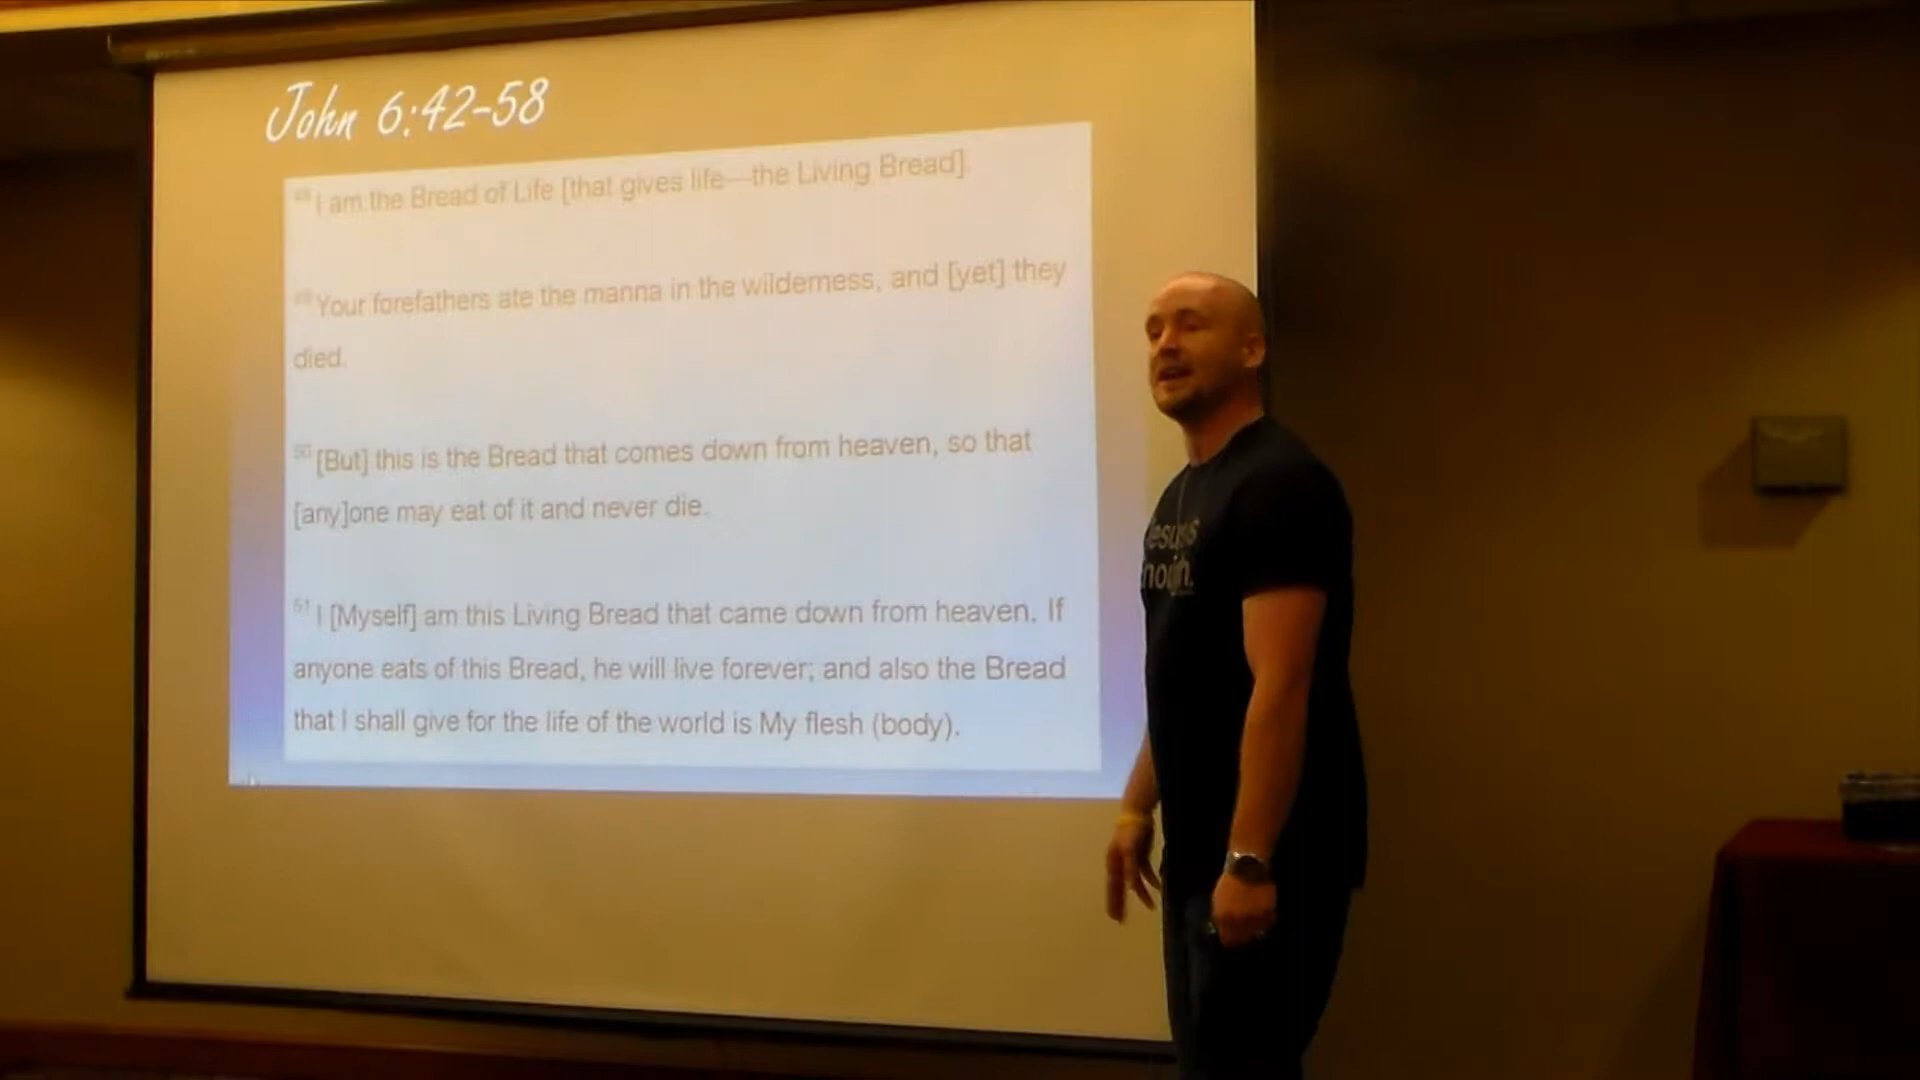 John 6:42-58
48 I am the Bread of Life [that gives life—the Living Bread].
49 Your forefathers ate the manna in the wilderness, and [yet] they
died.
50 [But] this is the Bread that comes down from heaven, so that
[any]one may eat of it and never die.
51 I [Myself] am this Living Bread that came down from heaven. If
anyone eats of this Bread, he will live forever; and also the Bread
that I shall give for the life of the world is My flesh (body).
Jesus